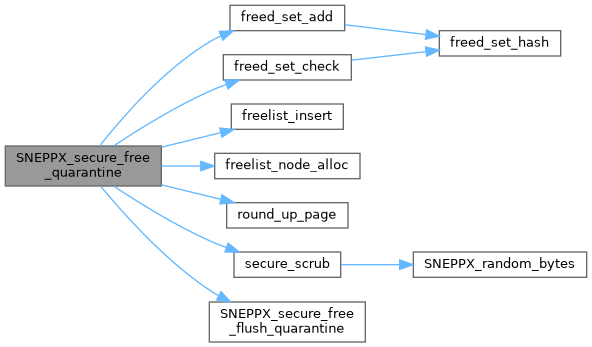 freed_set_add
freed_set_hash
freed_set_check
freelist_insert
SNEPPX_secure_free
_quarantine
freelist_node_alloc
round_up_page
secure_scrub
SNEPPX_random_bytes
SNEPPX_secure_free
_flush_quarantine